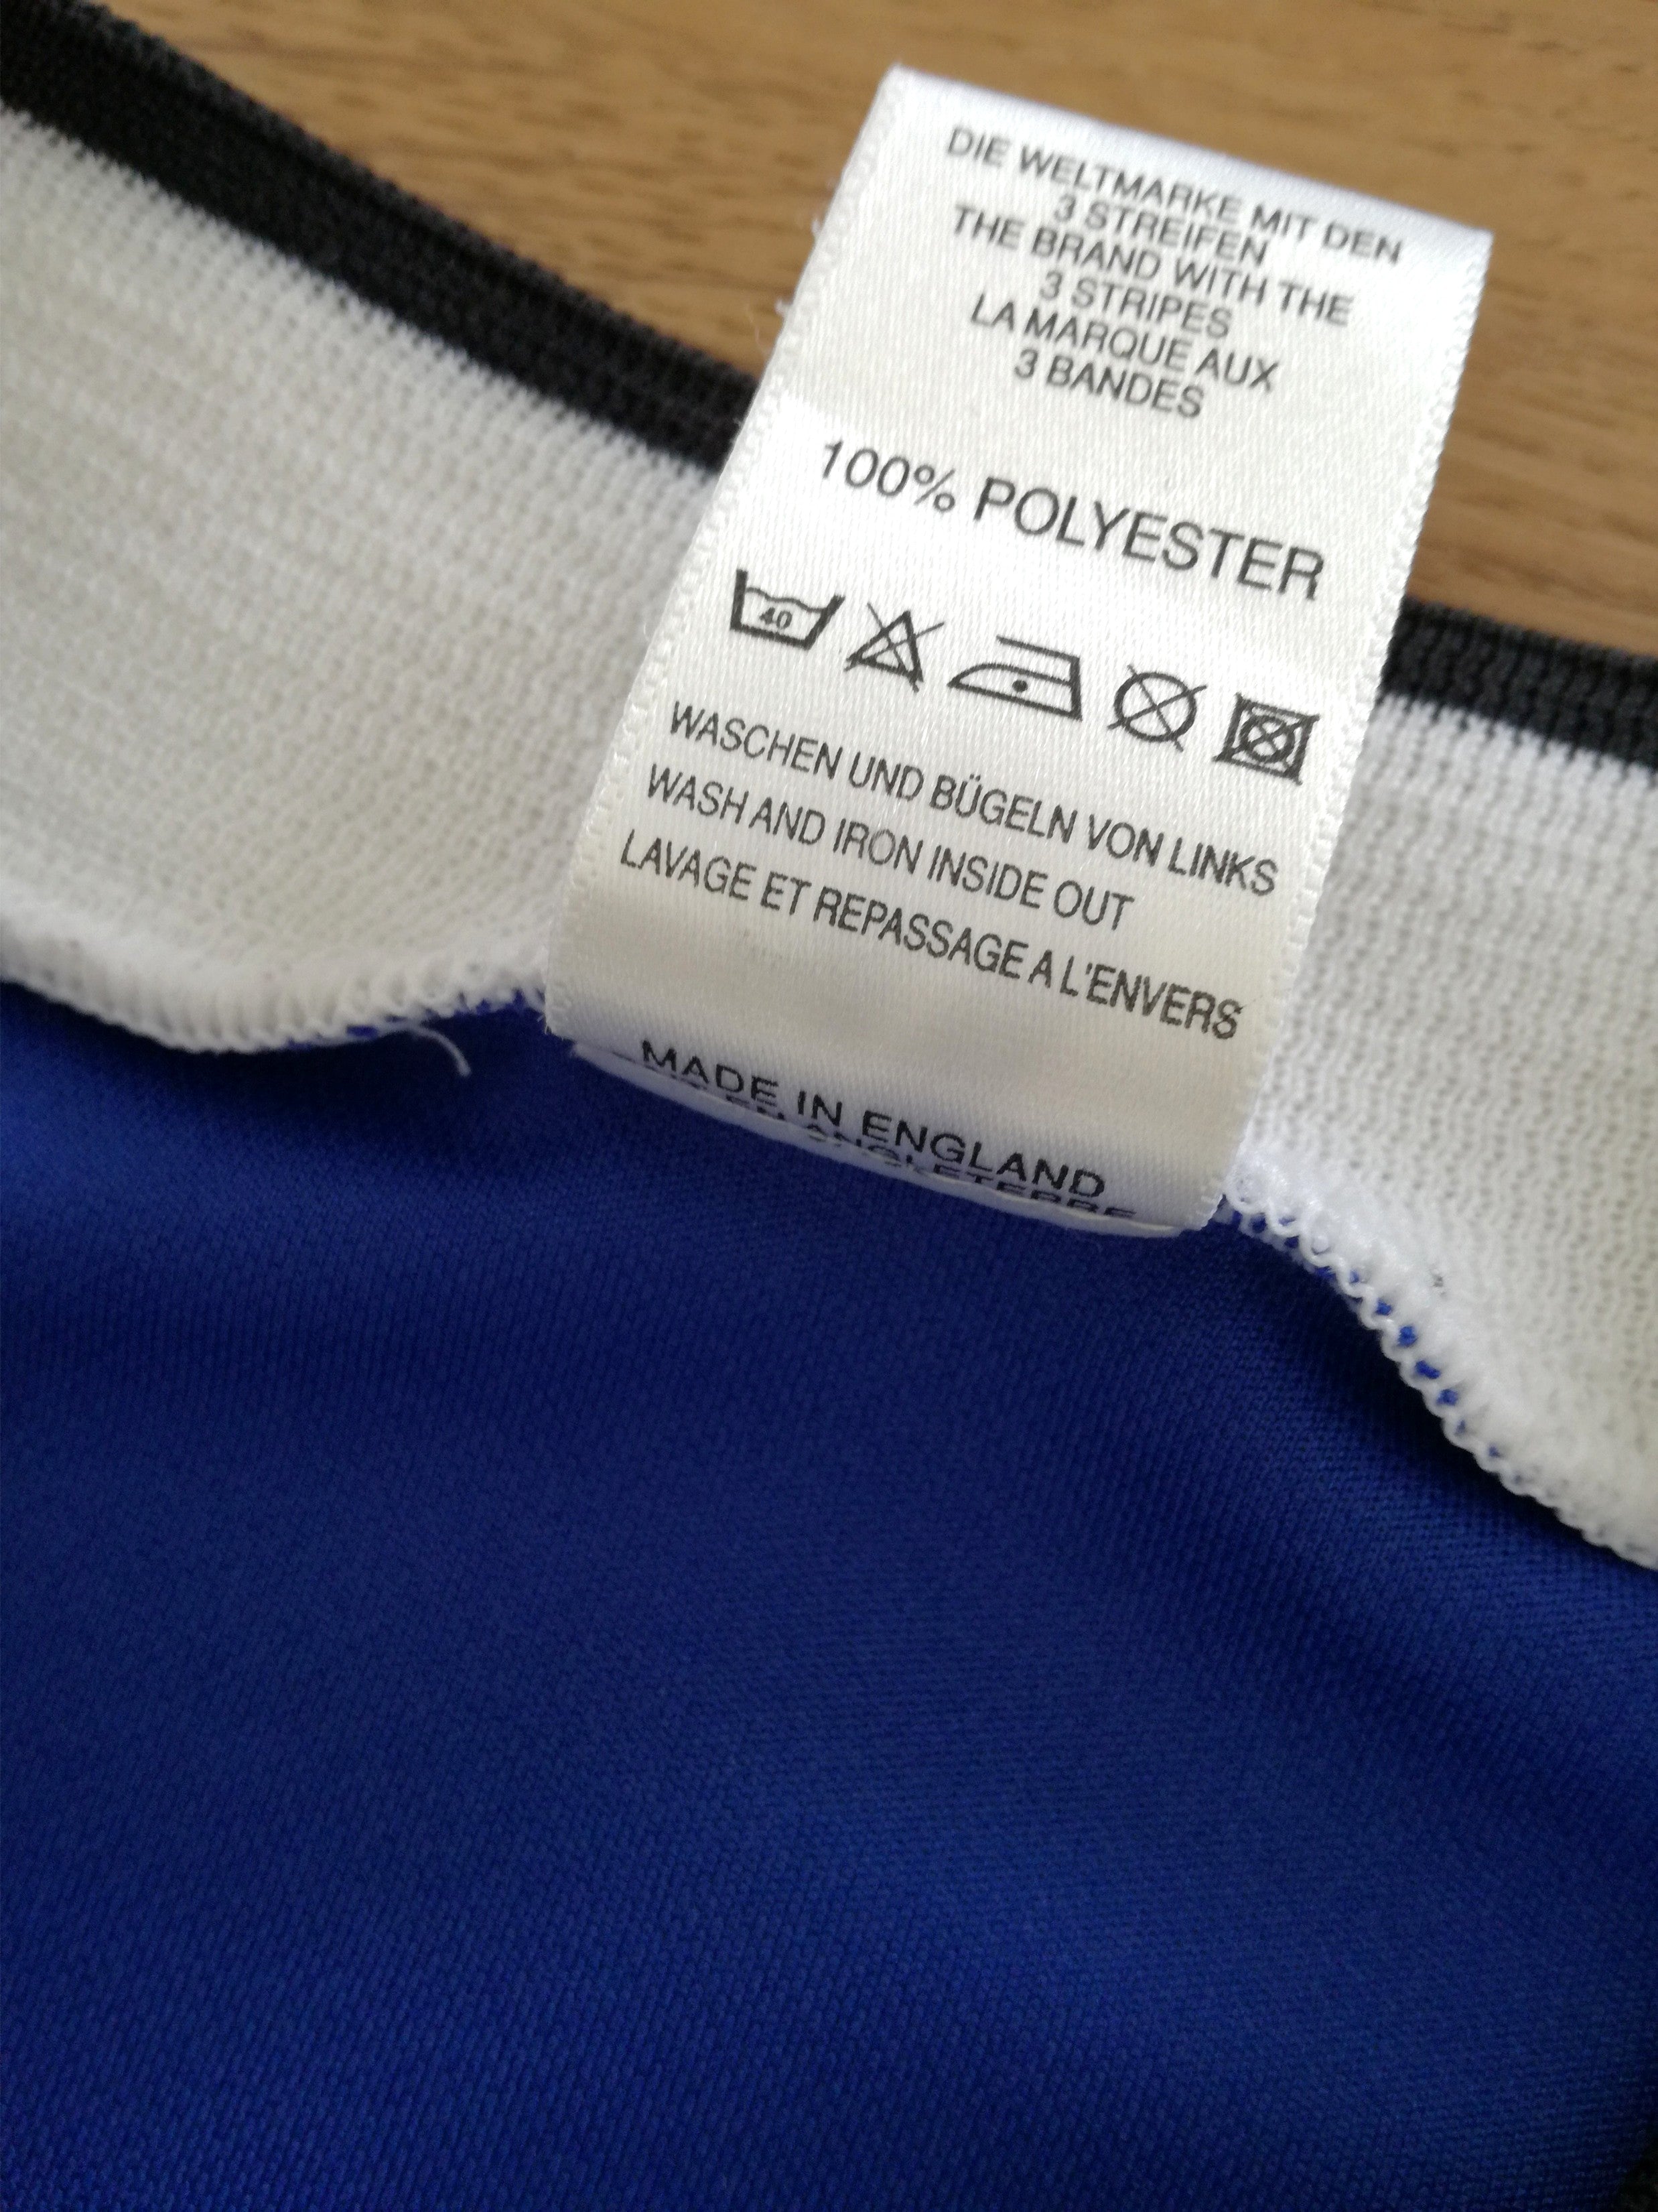 DIE WELTMARKE MIT DEN
3 STREIFEN
THE BRAND WITH THE
3 STRIPES
LA MARQUE AUX
3 BANDES
100% POLYESTER
40
WASCHEN UND BÜGELN VON LINKS
WASH AND IRON INSIDE OUT
LAVAGE ET REPASSAGE A L'ENVERS
MADE IN ENGLAND
ANGLETERRE